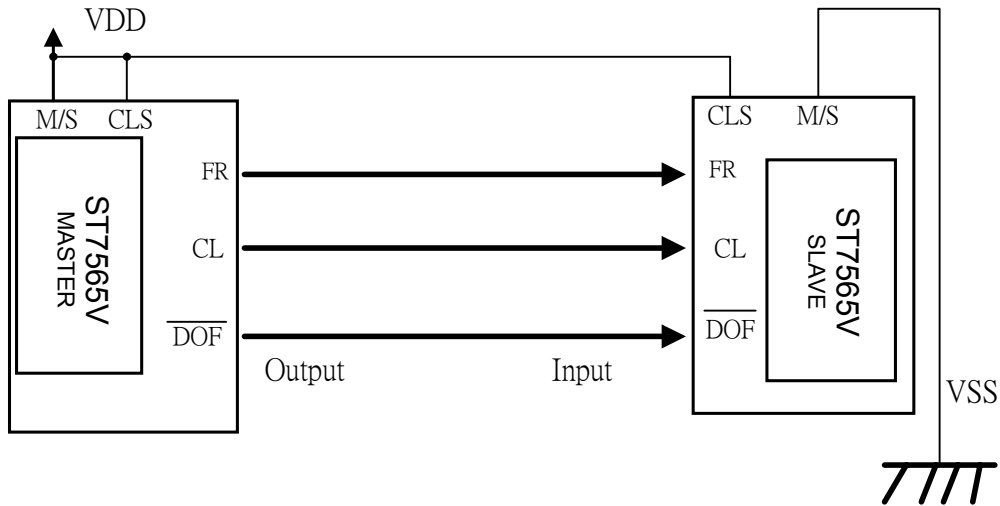 VDD
M/S CLS
FR
CL
DOF
ST7565V
MASTER
Output
Input
CLS M/S
FR
CL
DOF
ST7565V
SLAVE
VSS